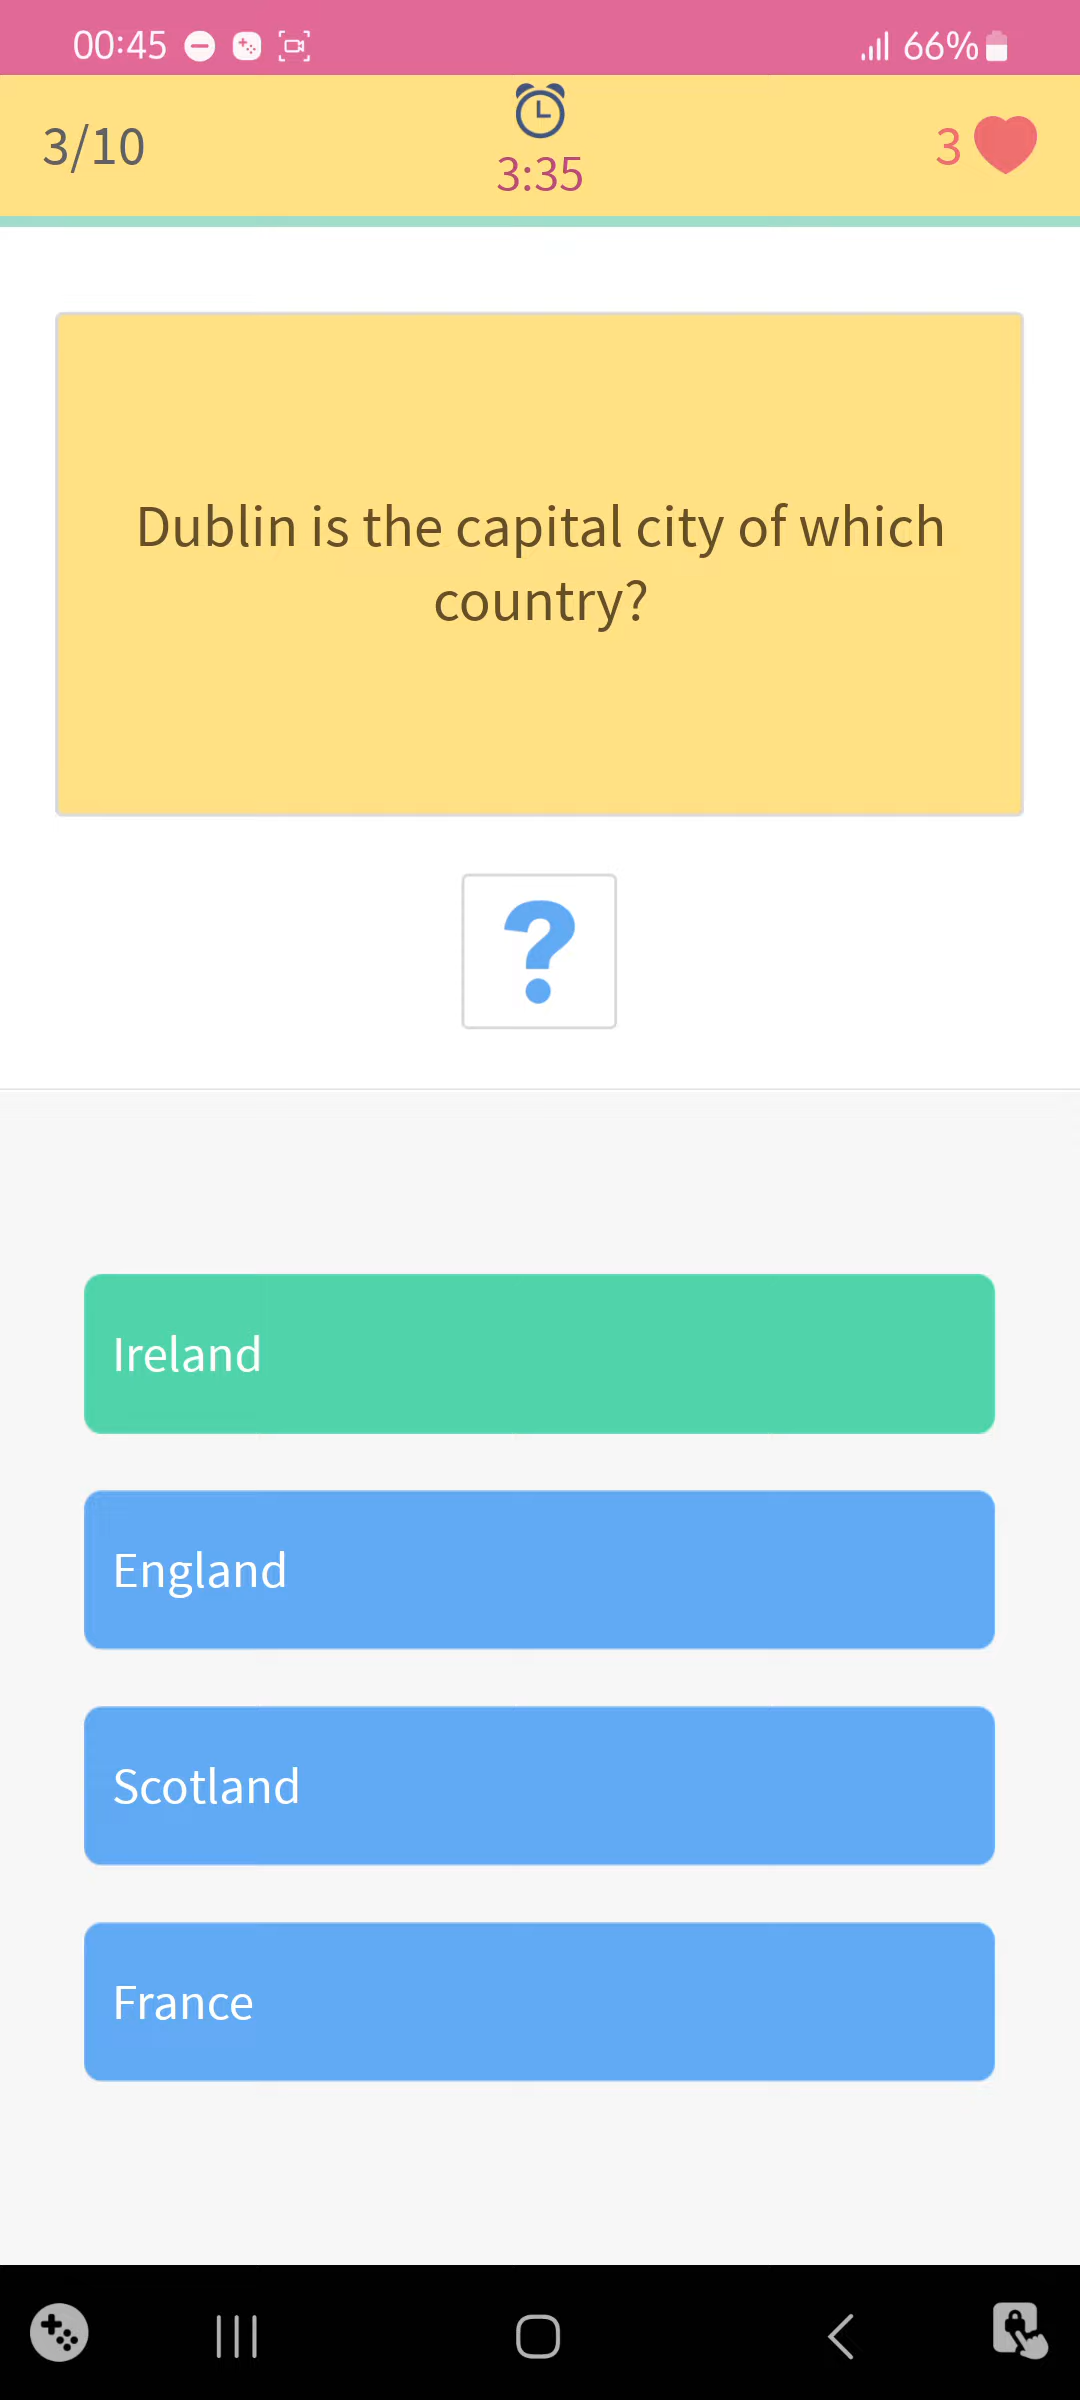 00:45 66%
3/10
3:35
3
Dublin is the capital city of which
country?
?
Ireland
England
Scotland
France